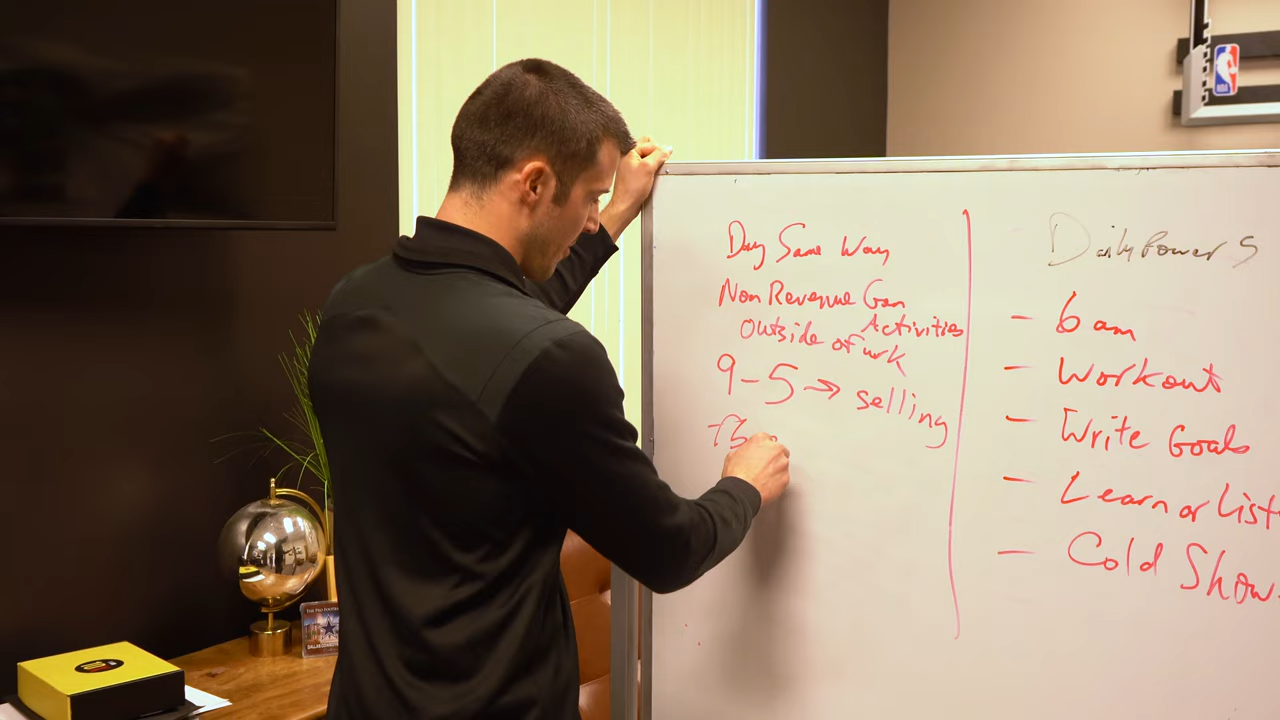 Day Same Way
Non Revenue Gen
Activities
Outside of wrk
9-5 → selling
Daily Power 5
- 6 am
- Workout
- Write Goals
- Learn or List
- Cold Show
NBA